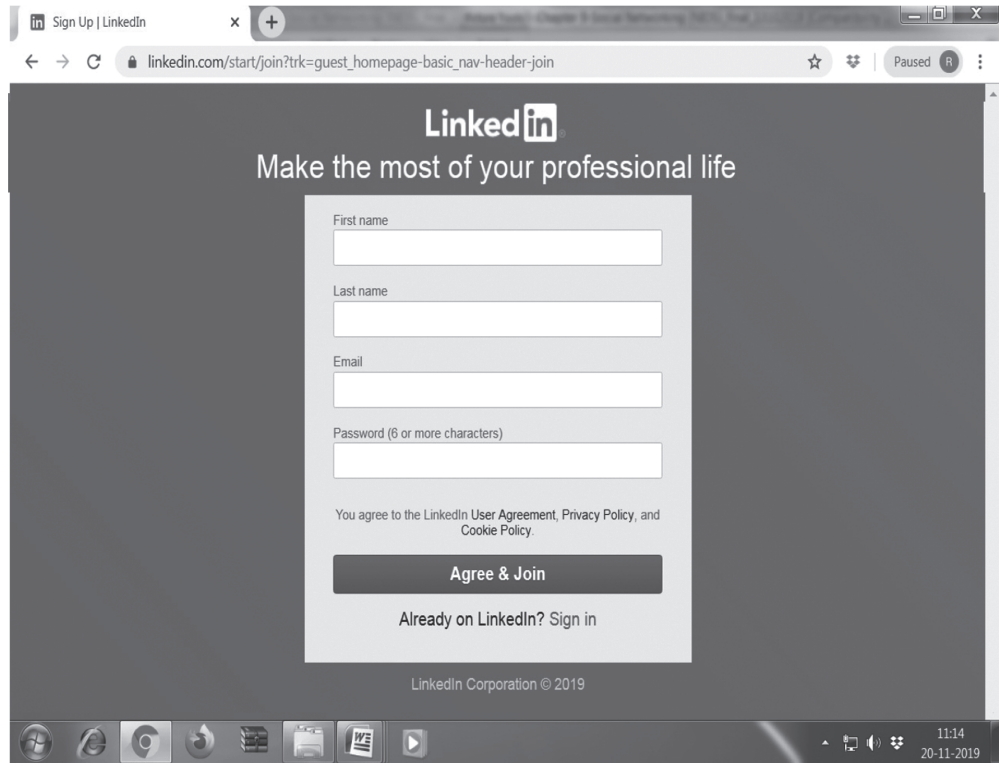 in Sign Up | LinkedIn × +
X
linkedin.com/start/join?trk=guest_homepage-basic_nav-header-join Paused R
Linked in
Make the most of your professional life
First name
Last name
Email
Password (6 or more characters)
You agree to the LinkedIn User Agreement, Privacy Policy, and
Cookie Policy.
Agree & Join
Already on LinkedIn? Sign in
LinkedIn Corporation © 2019
11:14
20-11-2019